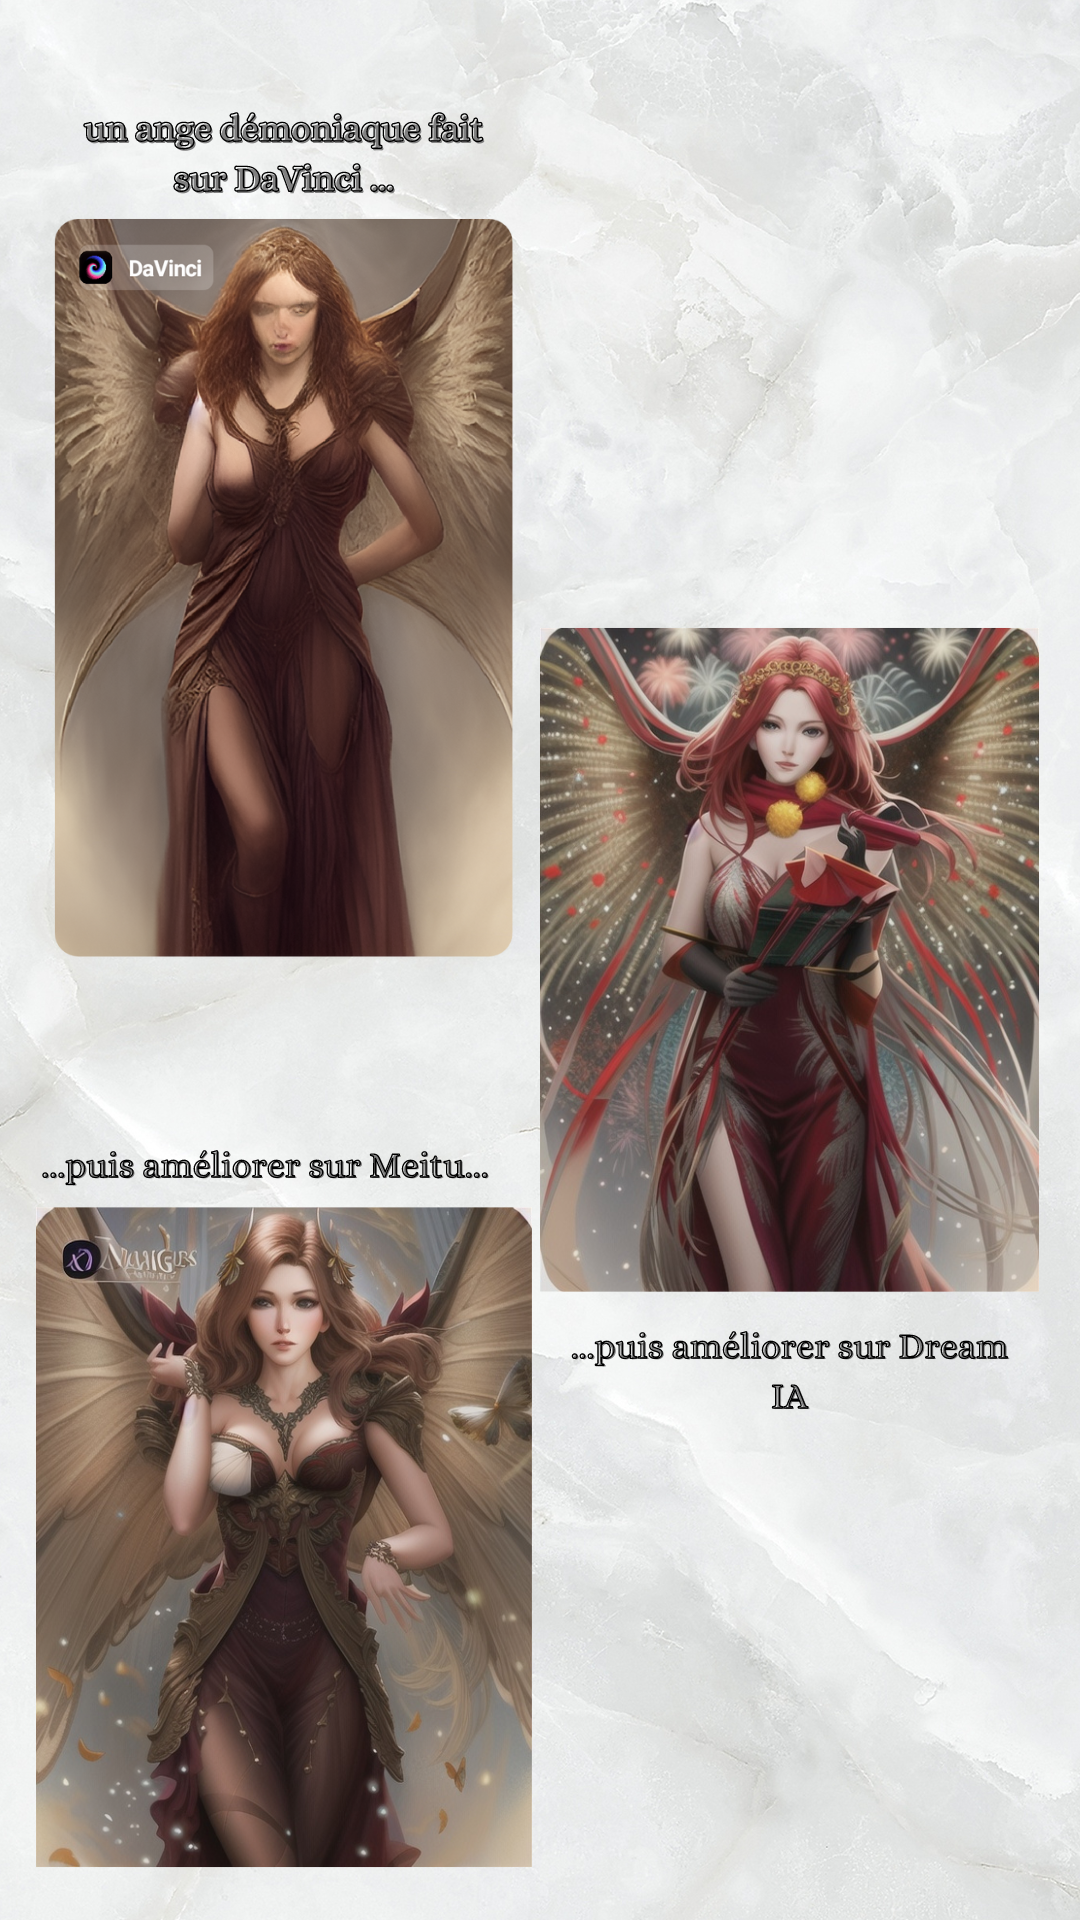 un ange démoniaque fait
sur DaVinci ...
DaVinci
...puis améliorer sur Meitu...
...puis améliorer sur Dream
IA